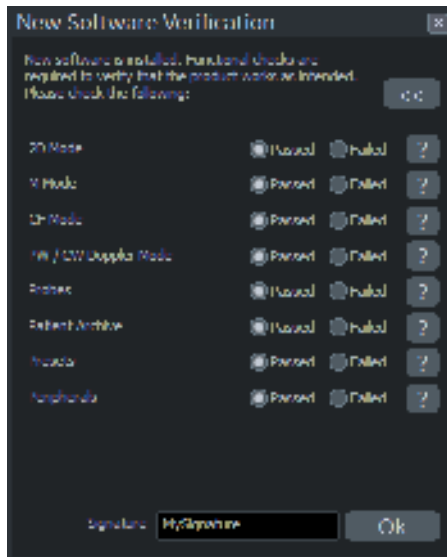 New Software Verification
New software is installed. Functional checks are
required to verify that the product works as intended.
Please check the following:
<<
2D Mode Passed Failed ?
M Mode Passed Failed ?
CF Mode Passed Failed ?
PW / CW Doppler Mode Passed Failed ?
Probes Passed Failed ?
Patient Archive Passed Failed ?
Presets Passed Failed ?
Peripherals Passed Failed ?
Signature MySignature Ok